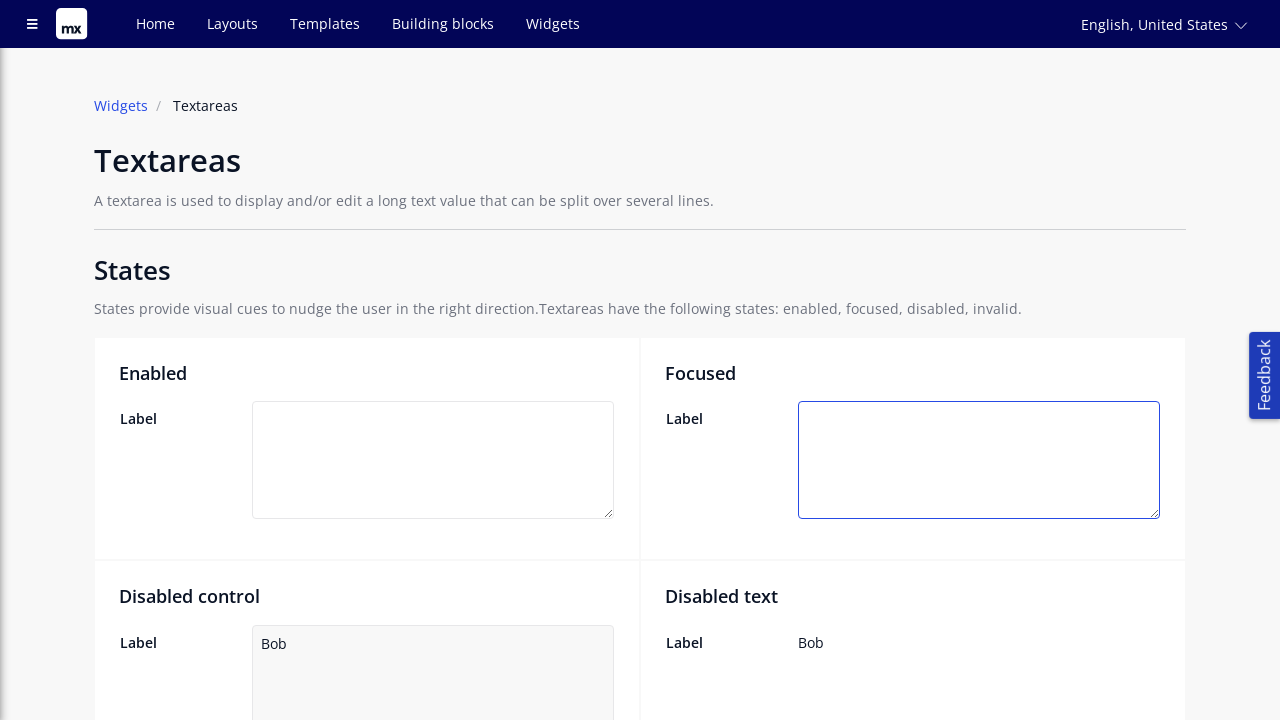 mx Home Layouts Templates Building blocks Widgets English, United States
Widgets / Textareas
Textareas
A textarea is used to display and/or edit a long text value that can be split over several lines.
States
States provide visual cues to nudge the user in the right direction.Textareas have the following states: enabled, focused, disabled, invalid.
Feedback
Enabled
Label
Focused
Label
Disabled control
Label Bob
Disabled text
Label Bob